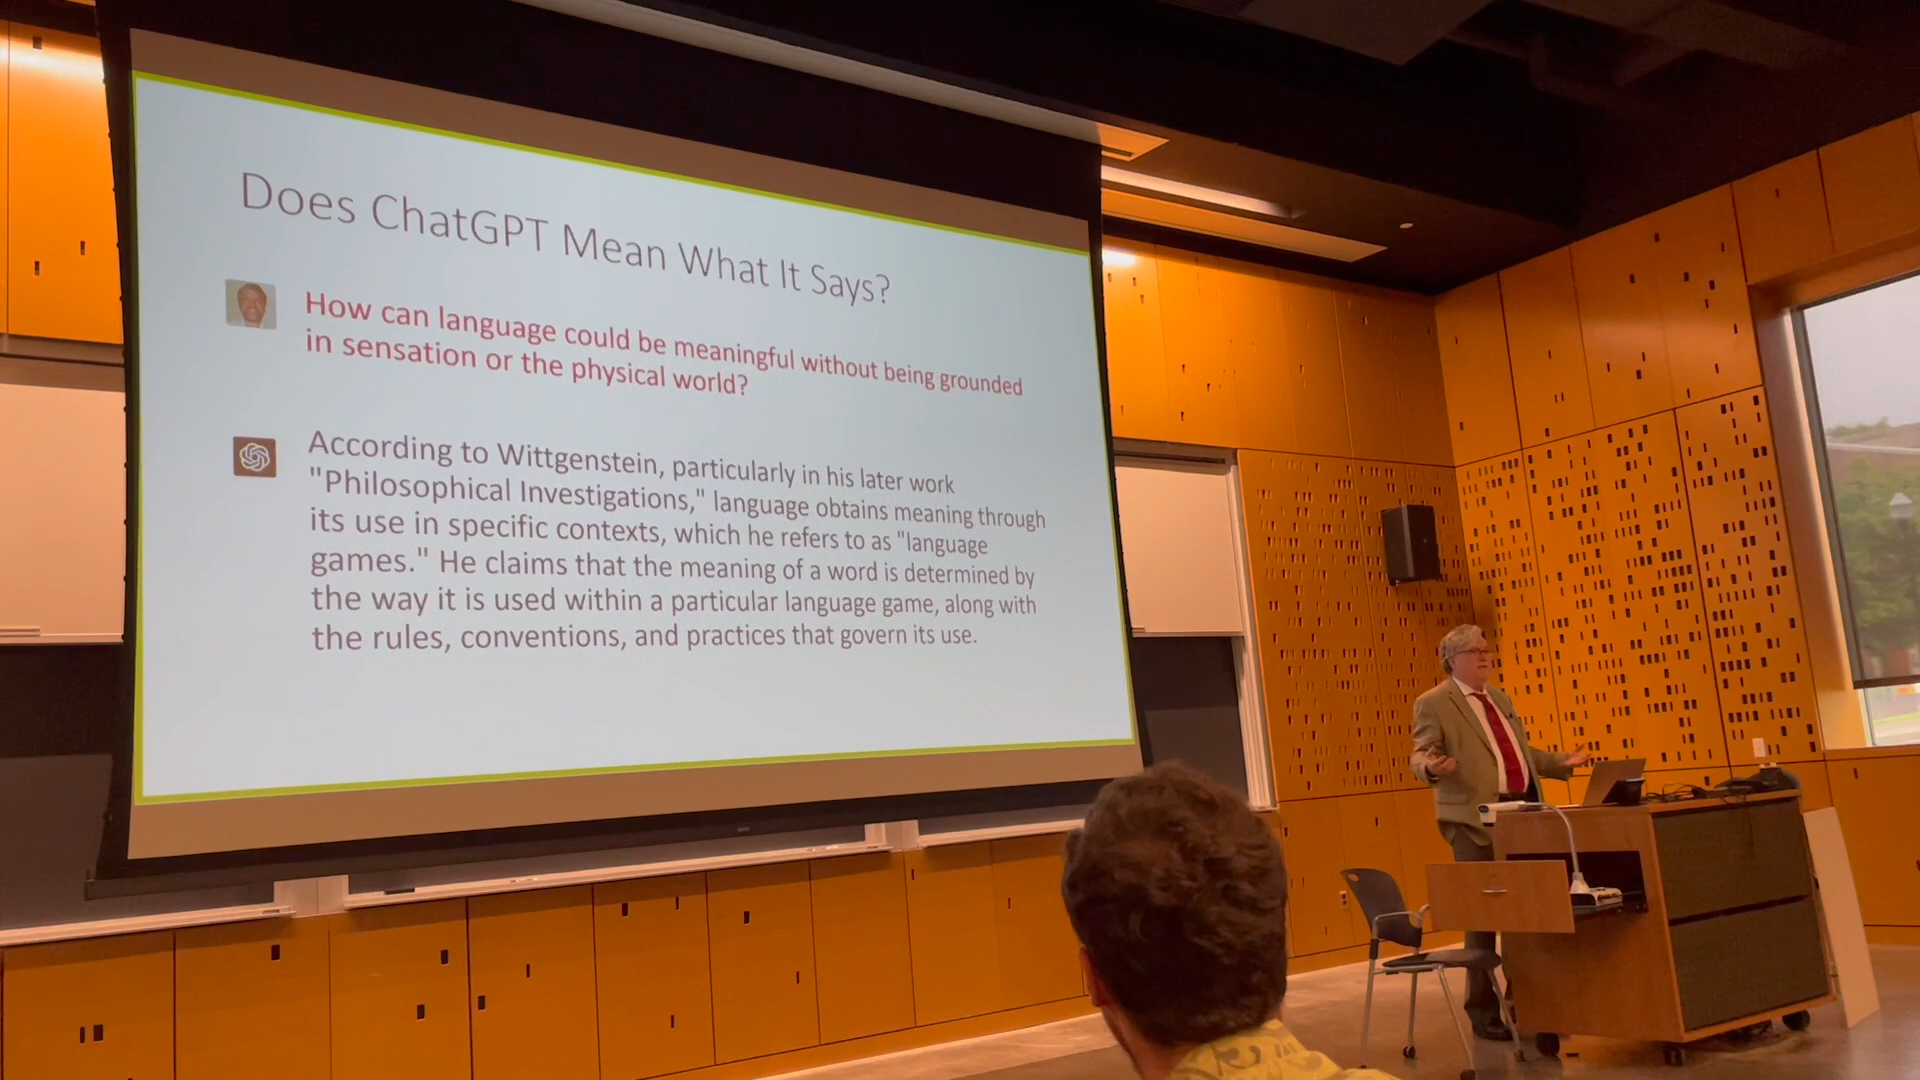 Does ChatGPT Mean What It Says?
How can language could be meaningful without being grounded
in sensation or the physical world?
According to Wittgenstein, particularly in his later work
"Philosophical Investigations," language obtains meaning through
its use in specific contexts, which he refers to as "language
games." He claims that the meaning of a word is determined by
the way it is used within a particular language game, along with
the rules, conventions, and practices that govern its use.